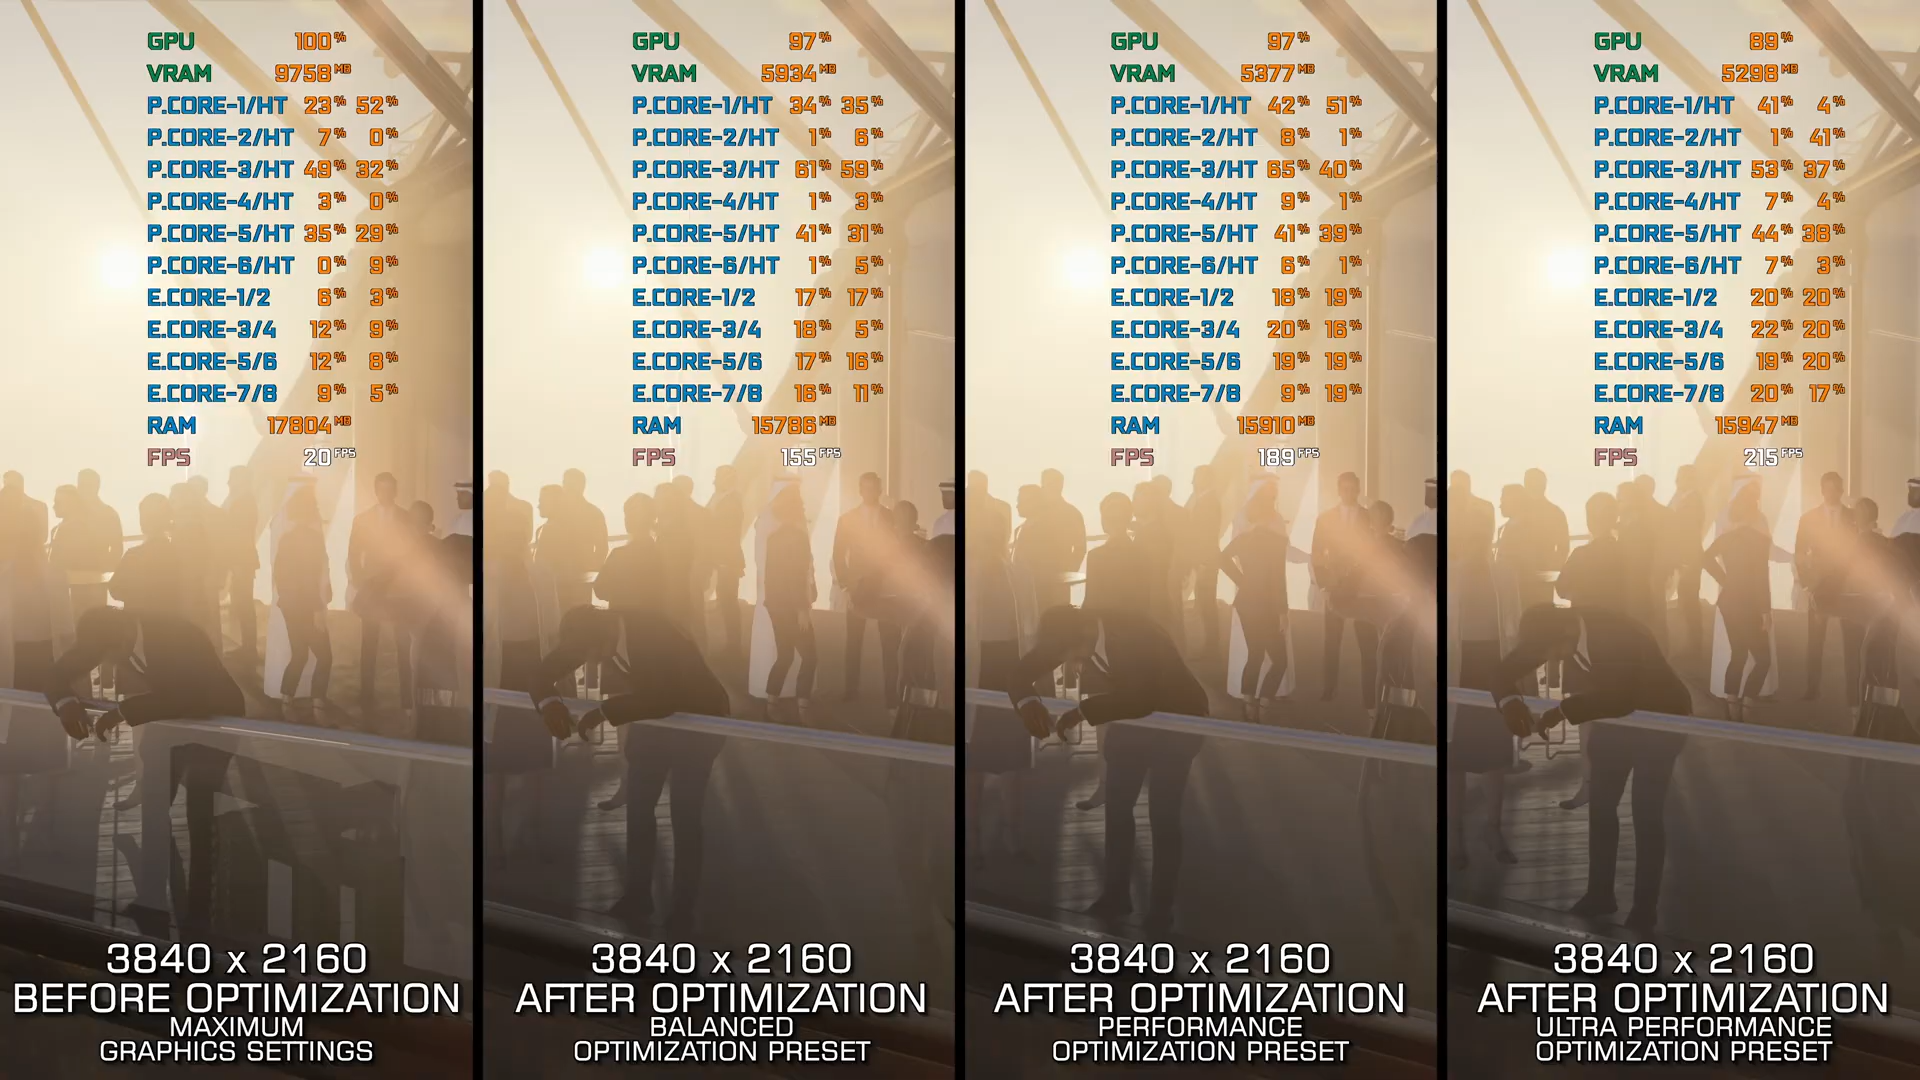 GPU 100%
VRAM 9758 MB
P.CORE-1/HT 23% 52%
P.CORE-2/HT 7% 0%
P.CORE-3/HT 49% 32%
P.CORE-4/HT 3% 0%
P.CORE-5/HT 35% 29%
P.CORE-6/HT 0% 9%
E.CORE-1/2 6% 3%
E.CORE-3/4 12% 9%
E.CORE-5/6 12% 8%
E.CORE-7/8 9% 5%
RAM 17804 MB
FPS 20 FPS
3840 x 2160
BEFORE OPTIMIZATION
MAXIMUM
GRAPHICS SETTINGS
GPU 97%
VRAM 5934 MB
P.CORE-1/HT 34% 35%
P.CORE-2/HT 1% 6%
P.CORE-3/HT 61% 59%
P.CORE-4/HT 1% 3%
P.CORE-5/HT 41% 31%
P.CORE-6/HT 1% 5%
E.CORE-1/2 17% 17%
E.CORE-3/4 18% 5%
E.CORE-5/6 17% 16%
E.CORE-7/8 16% 11%
RAM 15786 MB
FPS 155 FPS
3840 x 2160
AFTER OPTIMIZATION
BALANCED
OPTIMIZATION PRESET
GPU 97%
VRAM 5377 MB
P.CORE-1/HT 42% 51%
P.CORE-2/HT 8% 1%
P.CORE-3/HT 65% 40%
P.CORE-4/HT 9% 1%
P.CORE-5/HT 41% 39%
P.CORE-6/HT 6% 1%
E.CORE-1/2 18% 19%
E.CORE-3/4 20% 16%
E.CORE-5/6 19% 19%
E.CORE-7/8 9% 19%
RAM 15910 MB
FPS 189 FPS
3840 x 2160
AFTER OPTIMIZATION
PERFORMANCE
OPTIMIZATION PRESET
GPU 89%
VRAM 5298 MB
P.CORE-1/HT 41% 4%
P.CORE-2/HT 1% 41%
P.CORE-3/HT 53% 37%
P.CORE-4/HT 7% 4%
P.CORE-5/HT 44% 38%
P.CORE-6/HT 7% 3%
E.CORE-1/2 20% 20%
E.CORE-3/4 22% 20%
E.CORE-5/6 19% 20%
E.CORE-7/8 20% 17%
RAM 15947 MB
FPS 215 FPS
3840 x 2160
AFTER OPTIMIZATION
ULTRA PERFORMANCE
OPTIMIZATION PRESET